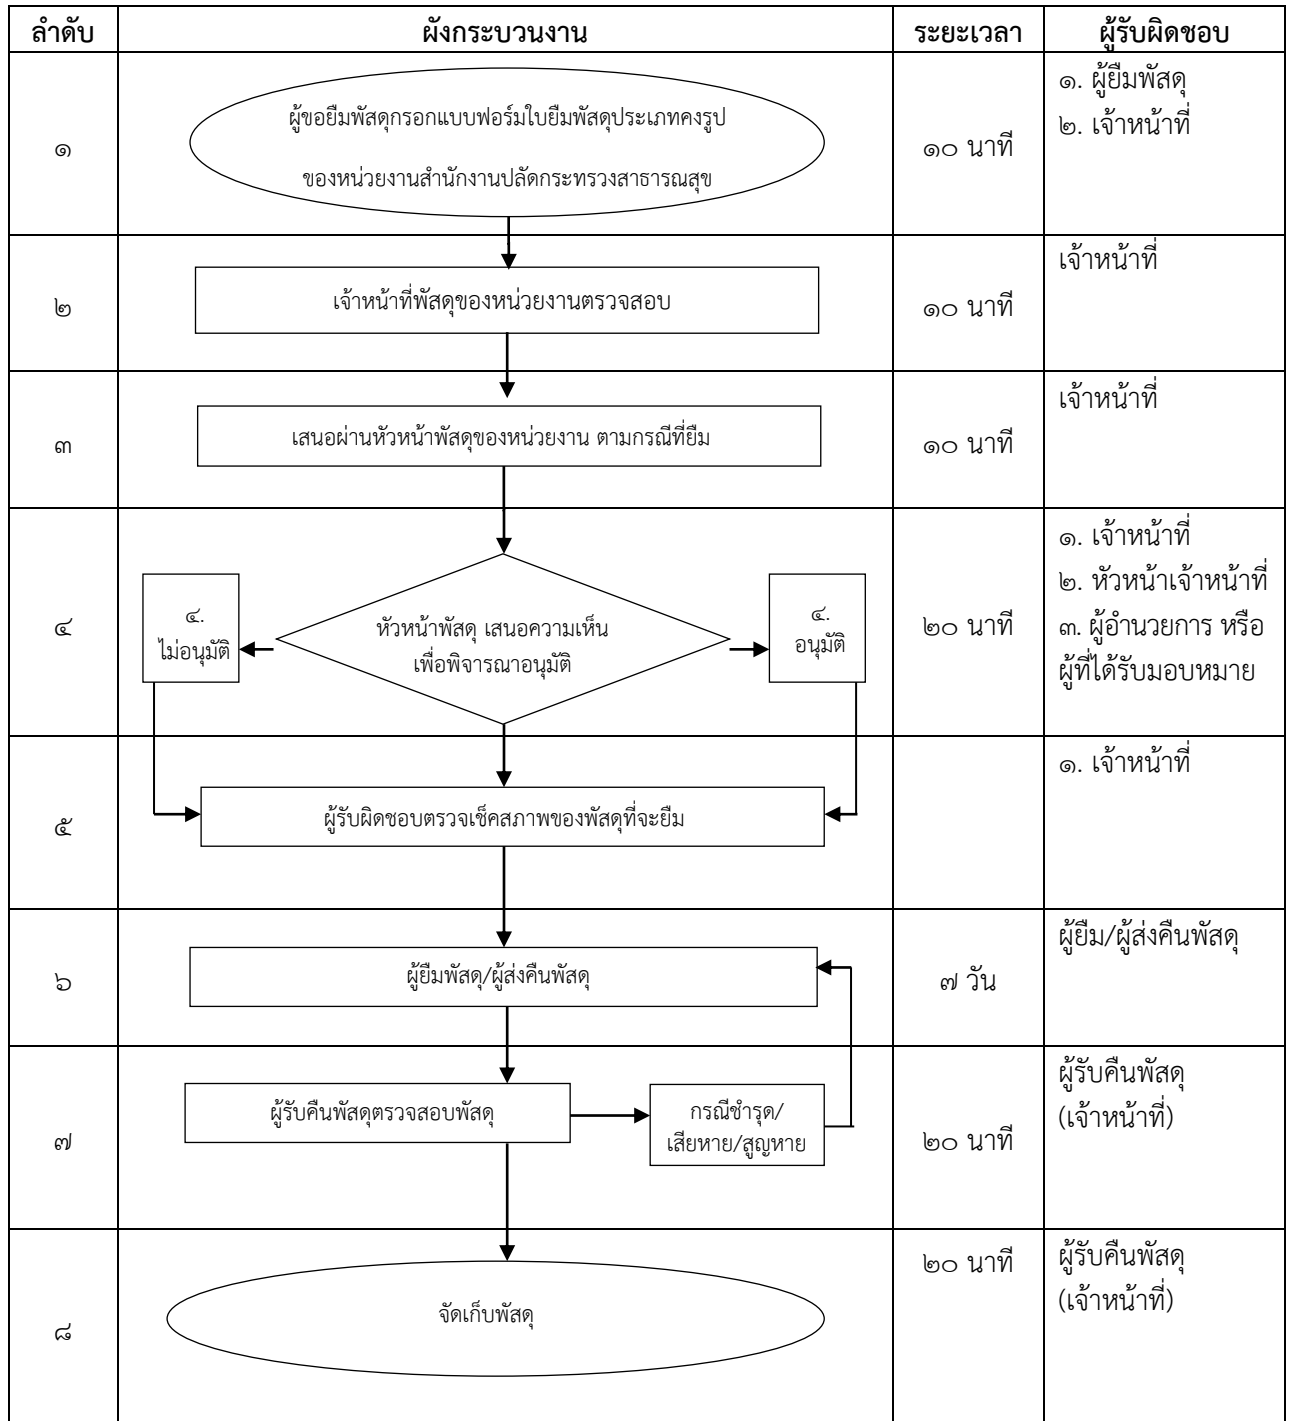 ลำดับ
ผังกระบวนงาน
ระยะเวลา
ผู้รับผิดชอบ
๑
ผู้ขอยืมพัสดุกรอกแบบฟอร์มใบยืมพัสดุประเภทคงรูป
ของหน่วยงานสำนักงานปลัดกระทรวงสาธารณสุข
๑๐ นาที
๑. ผู้ยืมพัสดุ
๒. เจ้าหน้าที่
๒
เจ้าหน้าที่พัสดุของหน่วยงานตรวจสอบ
๑๐ นาที
เจ้าหน้าที่
๓
เสนอผ่านหัวหน้าพัสดุของหน่วยงาน ตามกรณีที่ยืม
๑๐ นาที
เจ้าหน้าที่
๔
๔.
ไม่อนุมัติ
หัวหน้าพัสดุ เสนอความเห็น
เพื่อพิจารณาอนุมัติ
๔.
อนุมัติ
๒๐ นาที
๑. เจ้าหน้าที่
๒. หัวหน้าเจ้าหน้าที่
๓. ผู้อำนวยการ หรือ
ผู้ที่ได้รับมอบหมาย
๕
ผู้รับผิดชอบตรวจเช็คสภาพของพัสดุที่จะยืม
๑. เจ้าหน้าที่
๖
ผู้ยืมพัสดุ/ผู้ส่งคืนพัสดุ
๗ วัน
ผู้ยืม/ผู้ส่งคืนพัสดุ
๗
ผู้รับคืนพัสดุตรวจสอบพัสดุ
กรณีชำรุด/
เสียหาย/สูญหาย
๒๐ นาที
ผู้รับคืนพัสดุ
(เจ้าหน้าที่)
๘
จัดเก็บพัสดุ
๒๐ นาที
ผู้รับคืนพัสดุ
(เจ้าหน้าที่)